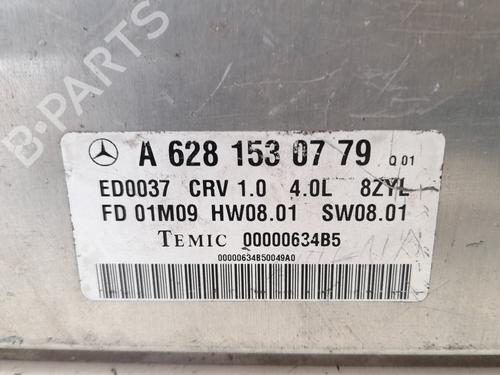 B-PARTS
A 628 153 07 79 Q 01
ED0037 CRV 1.0 4.0L 8ZYL
FD 01M09 HW08.01 SW08.01
TEMIC 00000634B5
00000634B50049A0